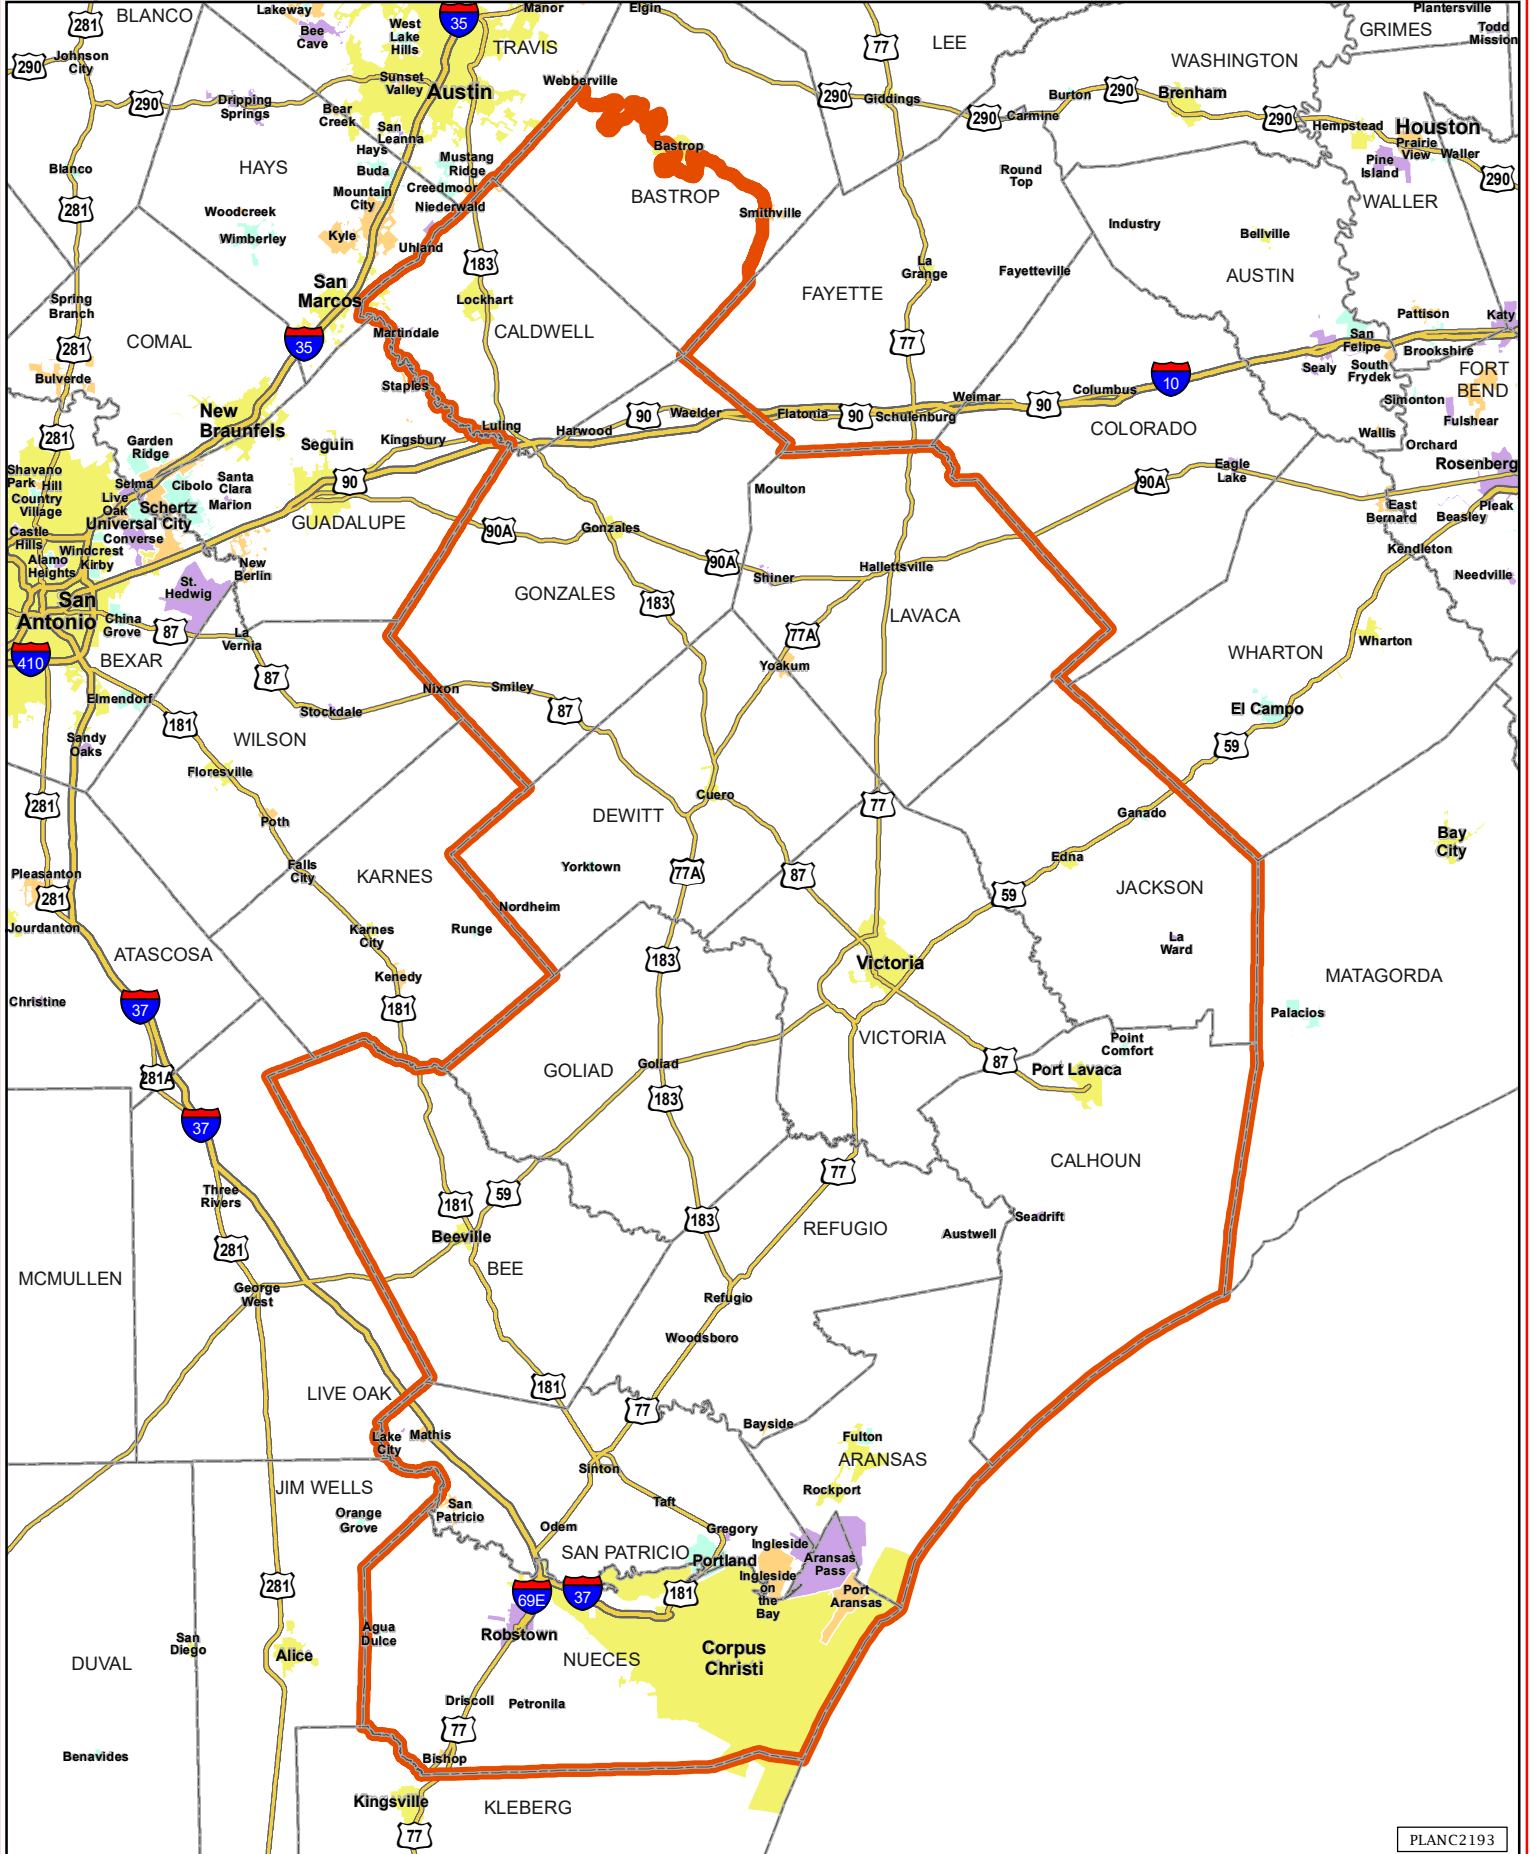 BLANCO
281
Lakeway
Bee
Cave
West
Lake
Hills
35
TRAVIS
Manor
Elgin
77
LEE
WASHINGTON
GRIMES
Plantersville
Todd
Mission
290
Johnson
City
290
Dripping
Springs
Sunset
Valley
Austin
Webberville
290
Giddings
290
Carmine
Burton
290
Brenham
290
Hempstead
Houston
Prairie
View
Waller
Pine
Island
290
Bear
Creek
San
Leanna
Hays
Buda
Mustang
Ridge
Creedmoor
Niederwald
Mountain
City
Bastrop
BASTROP
Smithville
Round
Top
Industry
Bellville
WALLER
Blanco
HAYS
281
Woodcreek
Wimberley
Kyle
Uhland
183
La
Grange
Fayetteville
AUSTIN
FAYETTE
San
Marcos
Lockhart
CALDWELL
Martindale
Staples
Spring
Branch
COMAL
281
Bulverde
35
77
San
Felipe
Sealy
South
Frydek
Pattison
Brookshire
Katy
FORT
BEND
Simonton
Fulshear
10
Columbus
Weimar
90
90
Waelder
Flatonia
90
Schulenburg
COLORADO
Wallis
Orchard
Rosenberg
New
Braunfels
281
Garden
Ridge
Seguin
Kingsbury
Luling
Harwood
Shavano
Park
Hill
Country
Village
Selma
Live
Oak
Cibolo
Santa
Clara
Marion
Schertz
Universal City
Converse
90
GUADALUPE
90A
Gonzales
90A
Moulton
Shiner
Hallettsville
90A
Eagle
Lake
East
Bernard
Beasley
Pleak
Kendleton
Needville
Castle
Hills
Windcrest
Kirby
Alamo
Heights
New
Berlin
St.
Hedwig
San
Antonio
China
Grove
87
La
Vernia
410
BEXAR
87
GONZALES
183
77A
LAVACA
Yoakum
WHARTON
Wharton
Elmendorf
181
Stockdale
Nixon
Smiley
87
El Campo
59
Sandy
Oaks
WILSON
Floresville
281
Poth
DEWITT
Cuero
77
Ganado
Bay
City
Edna
Pleasanton
281
Falls
City
KARNES
Yorktown
77A
87
59
JACKSON
Jourdanton
Karnes
City
Runge
Nordheim
ATASCOSA
183
Victoria
La
Ward
MATAGORDA
Kenedy
Christine
37
181
Palacios
VICTORIA
Point
Comfort
281A
GOLIAD
Goliad
87
Port Lavaca
183
37
CALHOUN
77
Three
Rivers
181
59
183
REFUGIO
Seadrift
Austwell
281
Beeville
MCMULLEN
George
West
BEE
Refugio
Woodsboro
LIVE OAK
181
77
Bayside
Fulton
Lake
City
Mathis
ARANSAS
JIM WELLS
Sinton
Rockport
Orange
Grove
San
Patricio
Taft
Odem
Gregory
SAN PATRICIO
Portland
Ingleside
Aransas
Pass
Ingleside
on
the
Bay
Port
Aransas
281
69E
37
181
Agua
Dulce
Robstown
San
Diego
Alice
DUVAL
NUECES
Corpus
Christi
Driscoll
Petronila
77
Benavides
Bishop
Kingsville
KLEBERG
77
PLANC2193